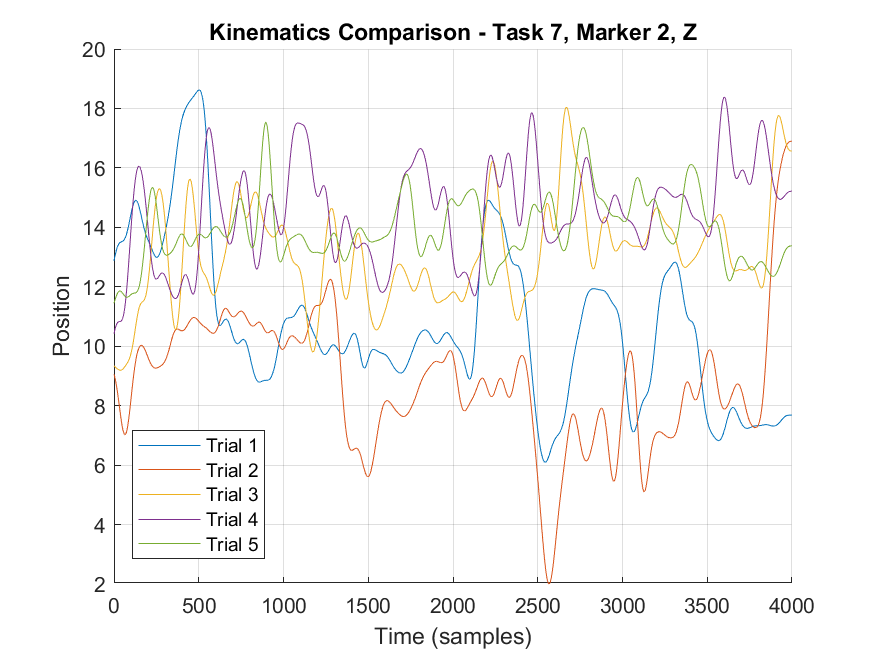 Kinematics Comparison - Task 7, Marker 2, Z
20
18
16
14
12
10
8
6
4
2
Position
Trial 1
Trial 2
Trial 3
Trial 4
Trial 5
0 500 1000 1500 2000 2500 3000 3500 4000
Time (samples)